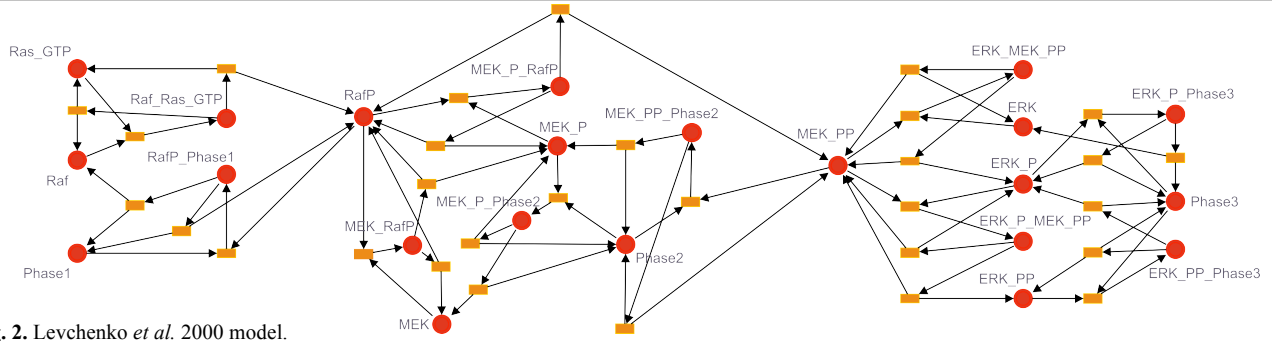 Ras_GTP
Raf_Ras_GTP
RafP_Phase1
Raf
Phase1
RafP
MEK_P_RafP
MEK_P
MEK_PP_Phase2
MEK_P_Phase2
MEK_RafP
Phase2
MEK
MEK_PP
ERK_MEK_PP
ERK
ERK_P_Phase3
ERK_P
Phase3
ERK_P_MEK_PP
ERK_PP
ERK_PP_Phase3
g. 2. Levchenko et al. 2000 model.